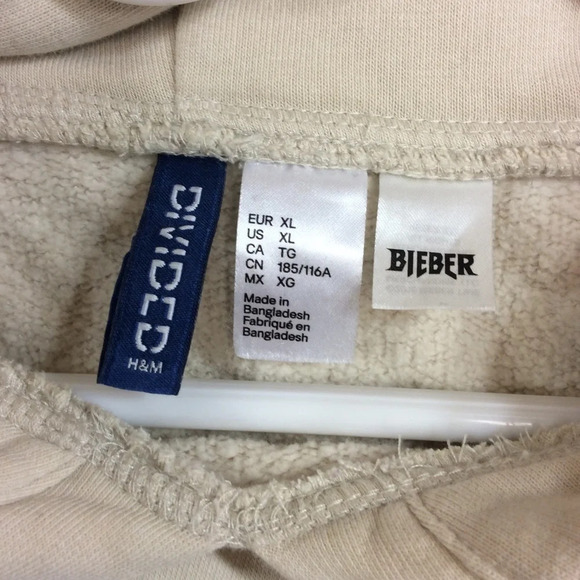 DIVIDED
H&M
EUR XL
US XL
CA TG
CN 185/116A
MX XG
Made in
Bangladesh
Fabriqué en
Bangladesh
BIEBER